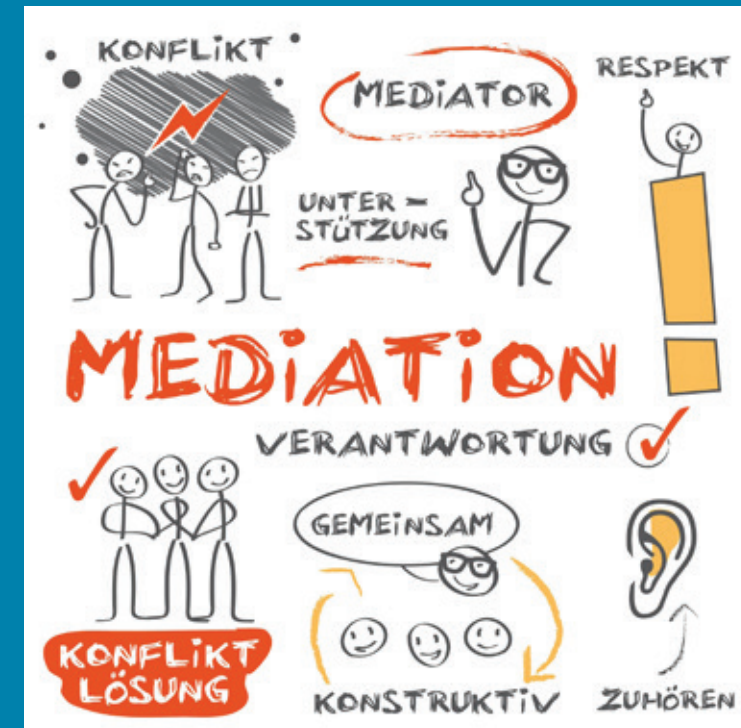 KONFLIKT
MEDIATOR
RESPEKT
UNTER-
STÜTZUNG
MEDIATION
VERANTWORTUNG
GEMEINSAM
KONFLIKT
LÖSUNG
KONSTRUKTIV
ZUHÖREN